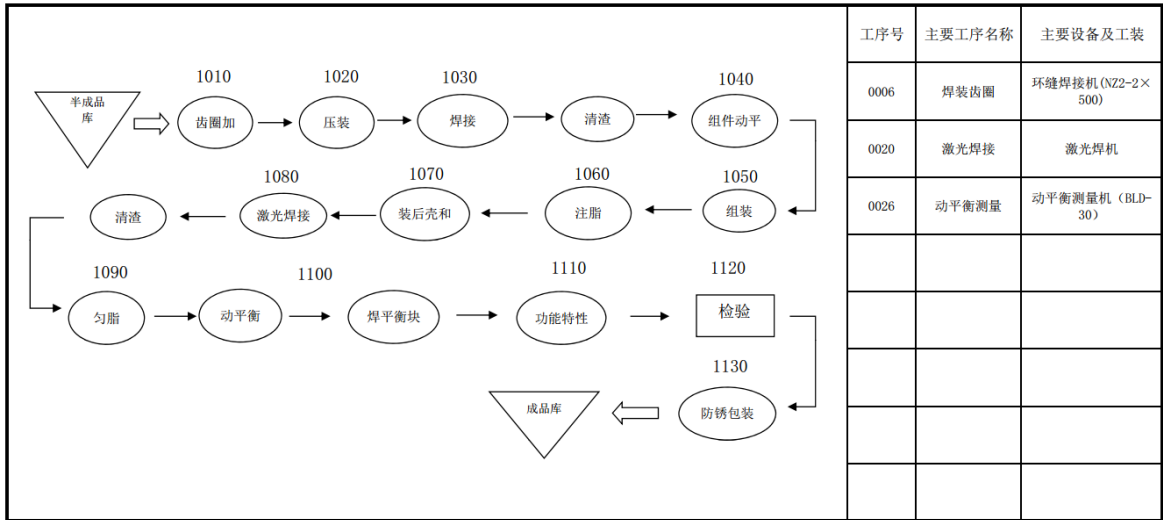 1010
1020
1030
1040
半成品
库
齿圈加
压装
焊接
清渣
组件动平
1080
1070
1060
1050
清渣
激光焊接
装后壳和
注脂
组装
1090
1100
1110
1120
匀脂
动平衡
焊平衡块
功能特性
检验
1130
成品库
防锈包装
工序号 主要工序名称 主要设备及工装
0006 焊装齿圈 环缝焊接机(NZ2-2×
500)
0020 激光焊接 激光焊机
0026 动平衡测量 动平衡测量机（BLD-
30）